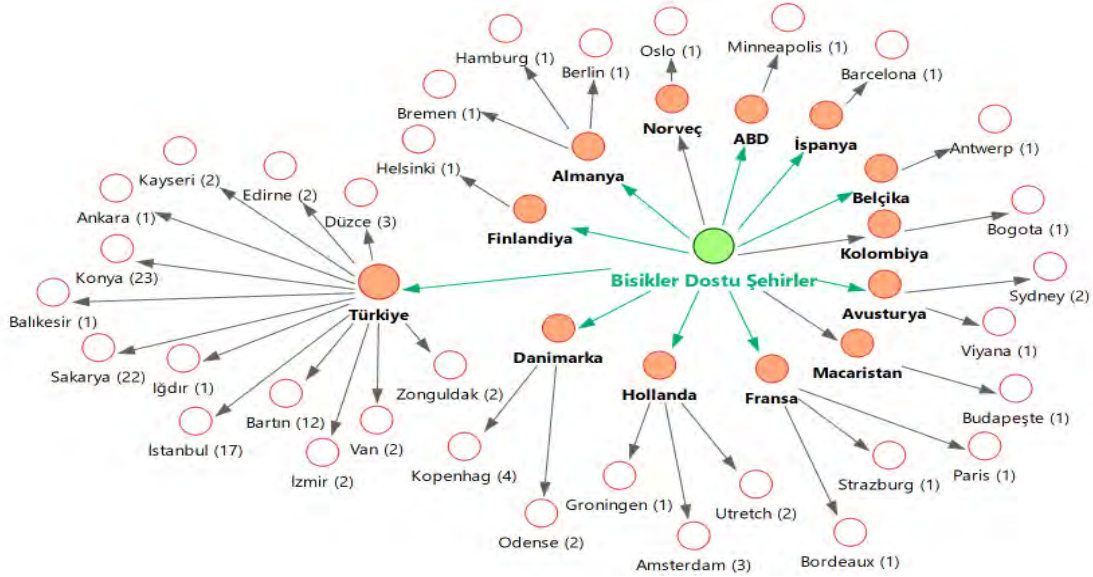 Minneapolis (1)
Oslo (1)
Hamburg (1)
Berlin (1)
Barcelona (1)
Bremen (1)
Norveç
ABD
İspanya
Antwerp (1)
Helsinki (1)
Almanya
Kayseri (2)
Edirne (2)
Belçika
Ankara (1)
Düzce (3)
Finlandiya
Bogota (1)
Kolombiya
Konya (23)
Bisikler Dostu Şehirler
Sydney (2)
Balıkesir (1)
Türkiye
Avusturya
Viyana (1)
Danimarka
Macaristan
Sakarya (22)
Iğdır (1)
Zonguldak (2)
Hollanda
Fransa
Budapeşte (1)
Bartın (12)
İstanbul (17)
Van (2)
İzmir (2)
Kopenhag (4)
Groningen (1)
Utretch (2)
Strazburg (1)
Paris (1)
Odense (2)
Amsterdam (3)
Bordeaux (1)